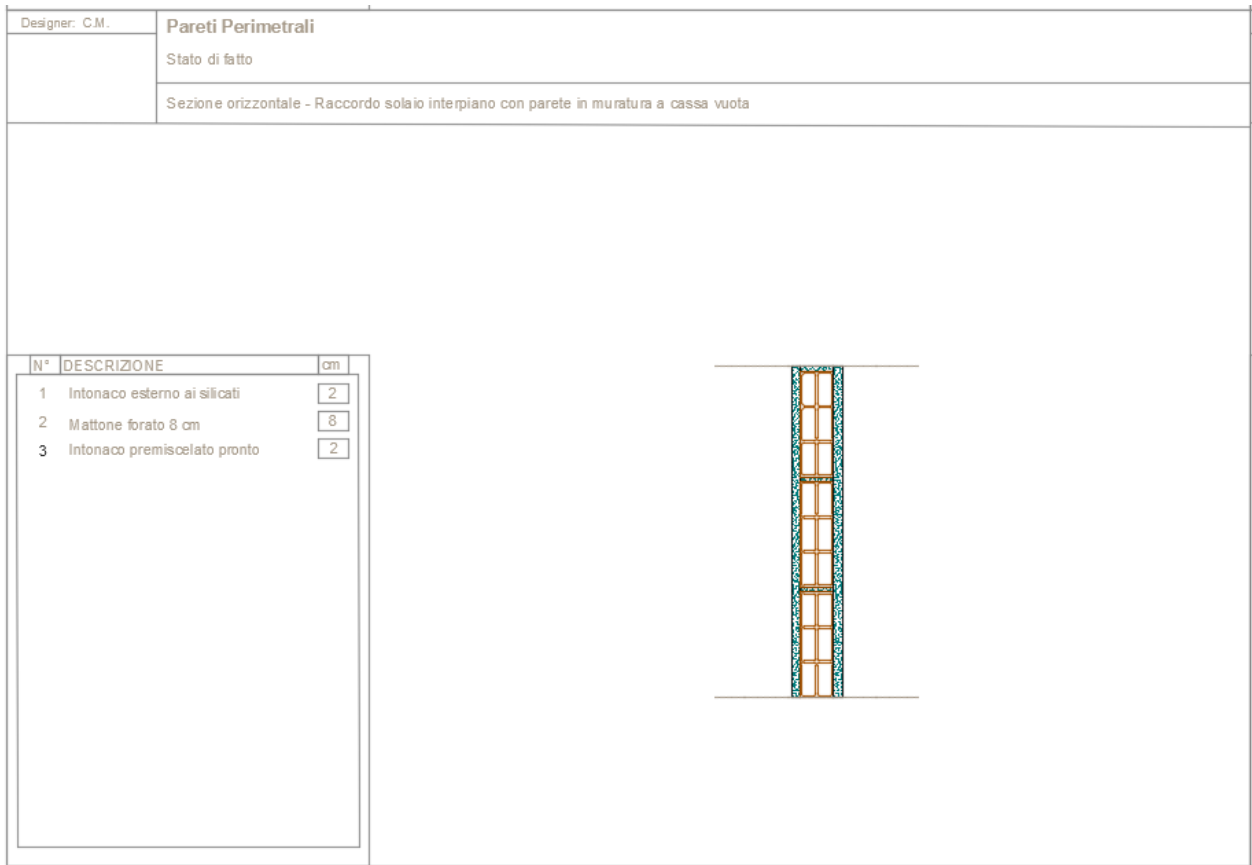 Designer: C.M.
Pareti Perimetrali
Stato di fatto
Sezione orizzontale - Raccordo solaio interpiano con parete in muratura a cassa vuota
N° DESCRIZIONE cm
1 Intonaco esterno ai silicati 2
2 Mattone forato 8 cm 8
3 Intonaco premiscelato pronto 2